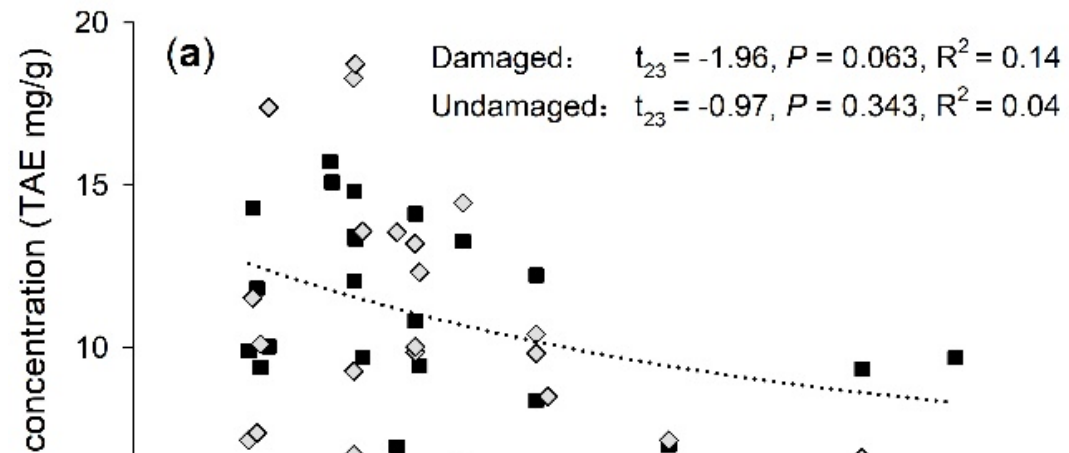 20
(a)
Damaged: t23 = -1.96, P = 0.063, R2 = 0.14
Undamaged: t23 = -0.97, P = 0.343, R2 = 0.04
15
10
concentration (TAE mg/g)